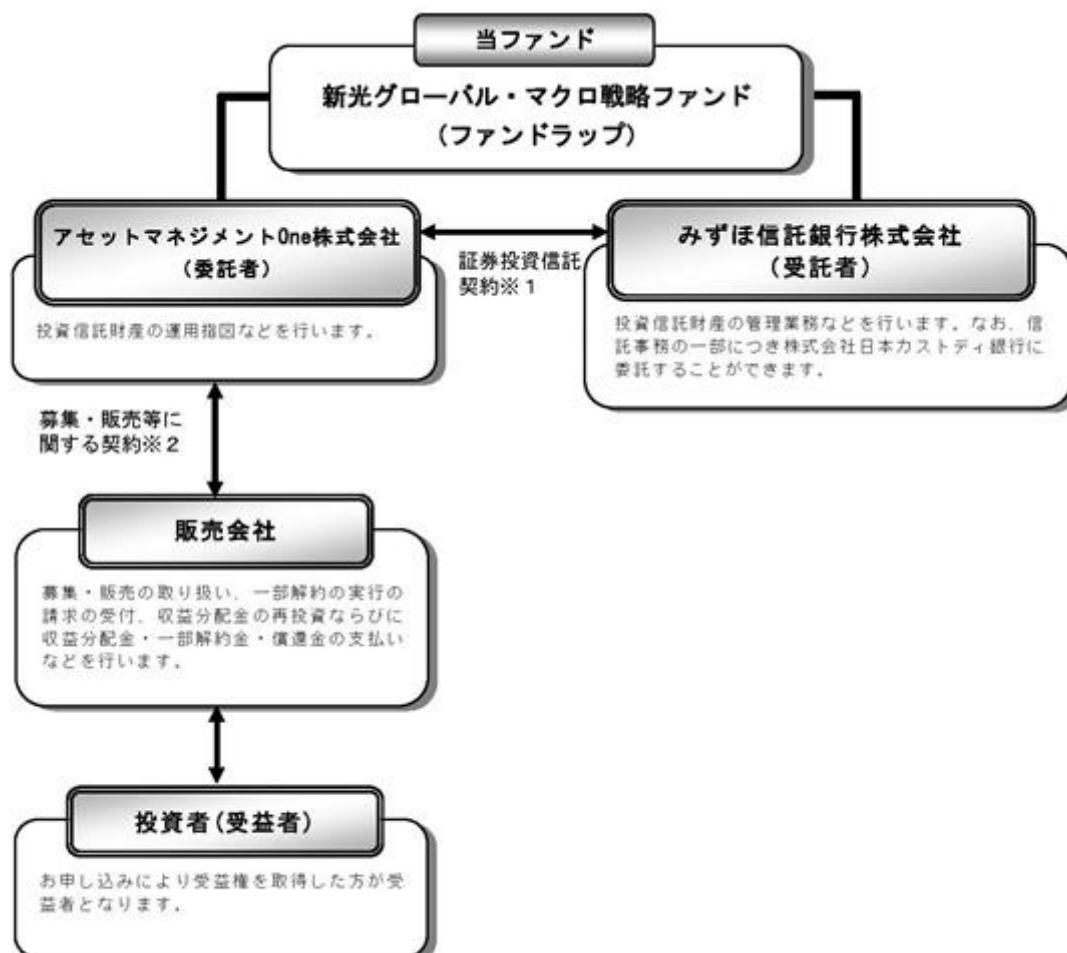 当ファンド
新光グローバル・マクロ戦略ファンド
(ファンドラップ)
アセットマネジメントOne株式会社
(委託者)
投資信託財産の運用指図などを行います。
証券投資信託
契約※1
みずほ信託銀行株式会社
(受託者)
投資信託財産の管理業務などを行います。なお、信
託事務の一部につき株式会社日本カストディ銀行に
委託することができます。
募集・販売等に
関する契約※2
販売会社
募集・販売の取り扱い、一部解約の実行の
請求の受付、収益分配金の再投資ならびに
収益分配金・一部解約金・償還金の支払い
などを行います。
投資者(受益者)
お申し込みにより受益権を取得した方が受
益者となります。